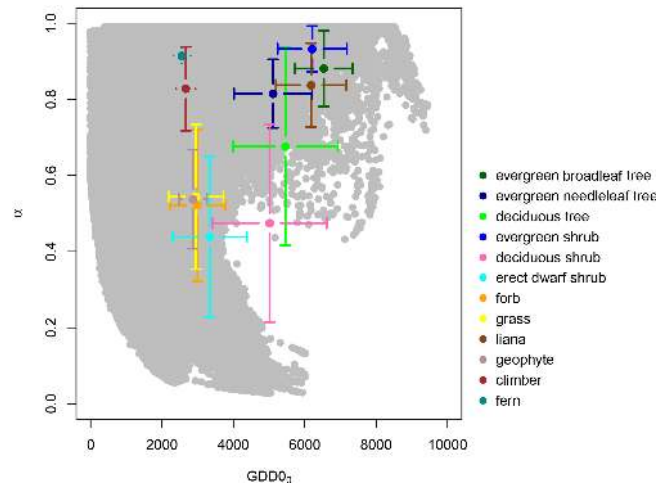 1.0
0.8
0.6
0.4
0.2
0.0
α
0 2000 4000 6000 8000 10000
GDD0₃
evergreen broadleaf tree
evergreen needleleaf tree
deciduous tree
evergreen shrub
deciduous shrub
erect dwarf shrub
forb
grass
liana
geophyte
climber
fern